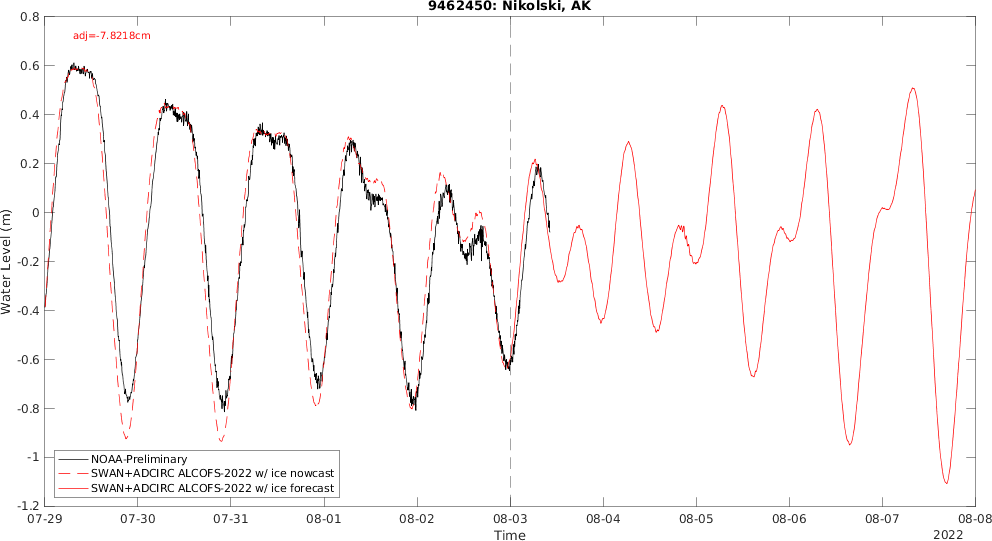 9462450: Nikolski, AK
adj=-7.8218cm
0.8
0.6
0.4
0.2
0
-0.2
-0.4
-0.6
-0.8
-1
-1.2
Water Level (m)
NOAA-Preliminary
SWAN+ADCIRC ALCOFS-2022 w/ ice nowcast
SWAN+ADCIRC ALCOFS-2022 w/ ice forecast
07-29 07-30 07-31 08-01 08-02 08-03 08-04 08-05 08-06 08-07 08-08
Time
2022